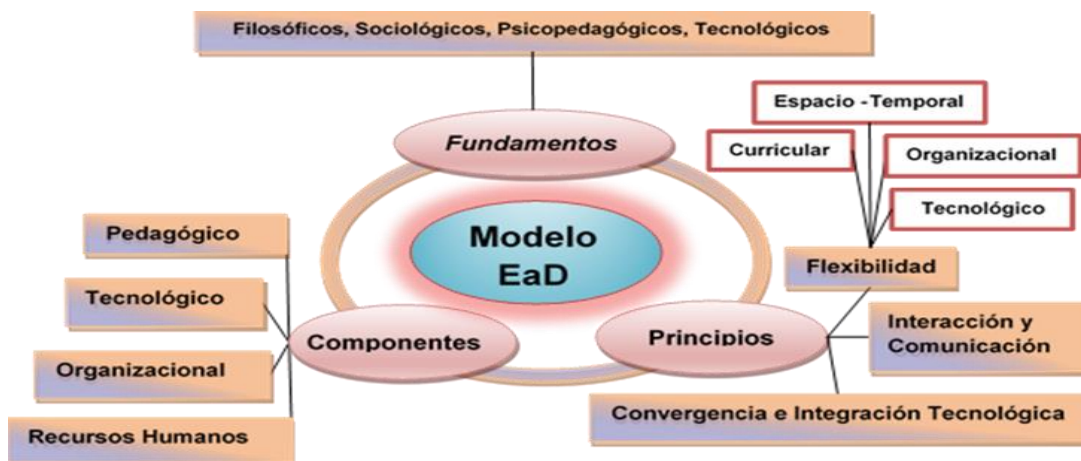 Filosóficos, Sociológicos, Psicopedagógicos, Tecnológicos
Espacio -Temporal
Fundamentos
Curricular
Organizacional
Tecnológico
Pedagógico
Modelo
EaD
Flexibilidad
Tecnológico
Componentes
Principios
Interacción y
Comunicación
Organizacional
Convergencia e Integración Tecnológica
Recursos Humanos